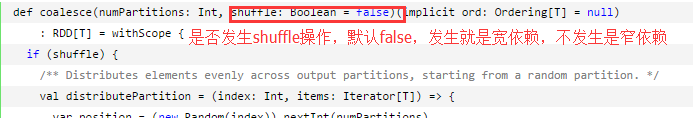 def coalesce(numPartitions: Int, shuffle: Boolean = false)(implicit ord: Ordering[T] = null)
: RDD[T] = withScope { 是否发生shuffle操作，默认false，发生就是宽依赖，不发生是窄依赖
if (shuffle) {
/** Distributes elements evenly across output partitions, starting from a random partition. */
val distributePartition = (index: Int, items: Iterator[T]) => {
var position = (new Random(index)).nextInt(numPartitions)